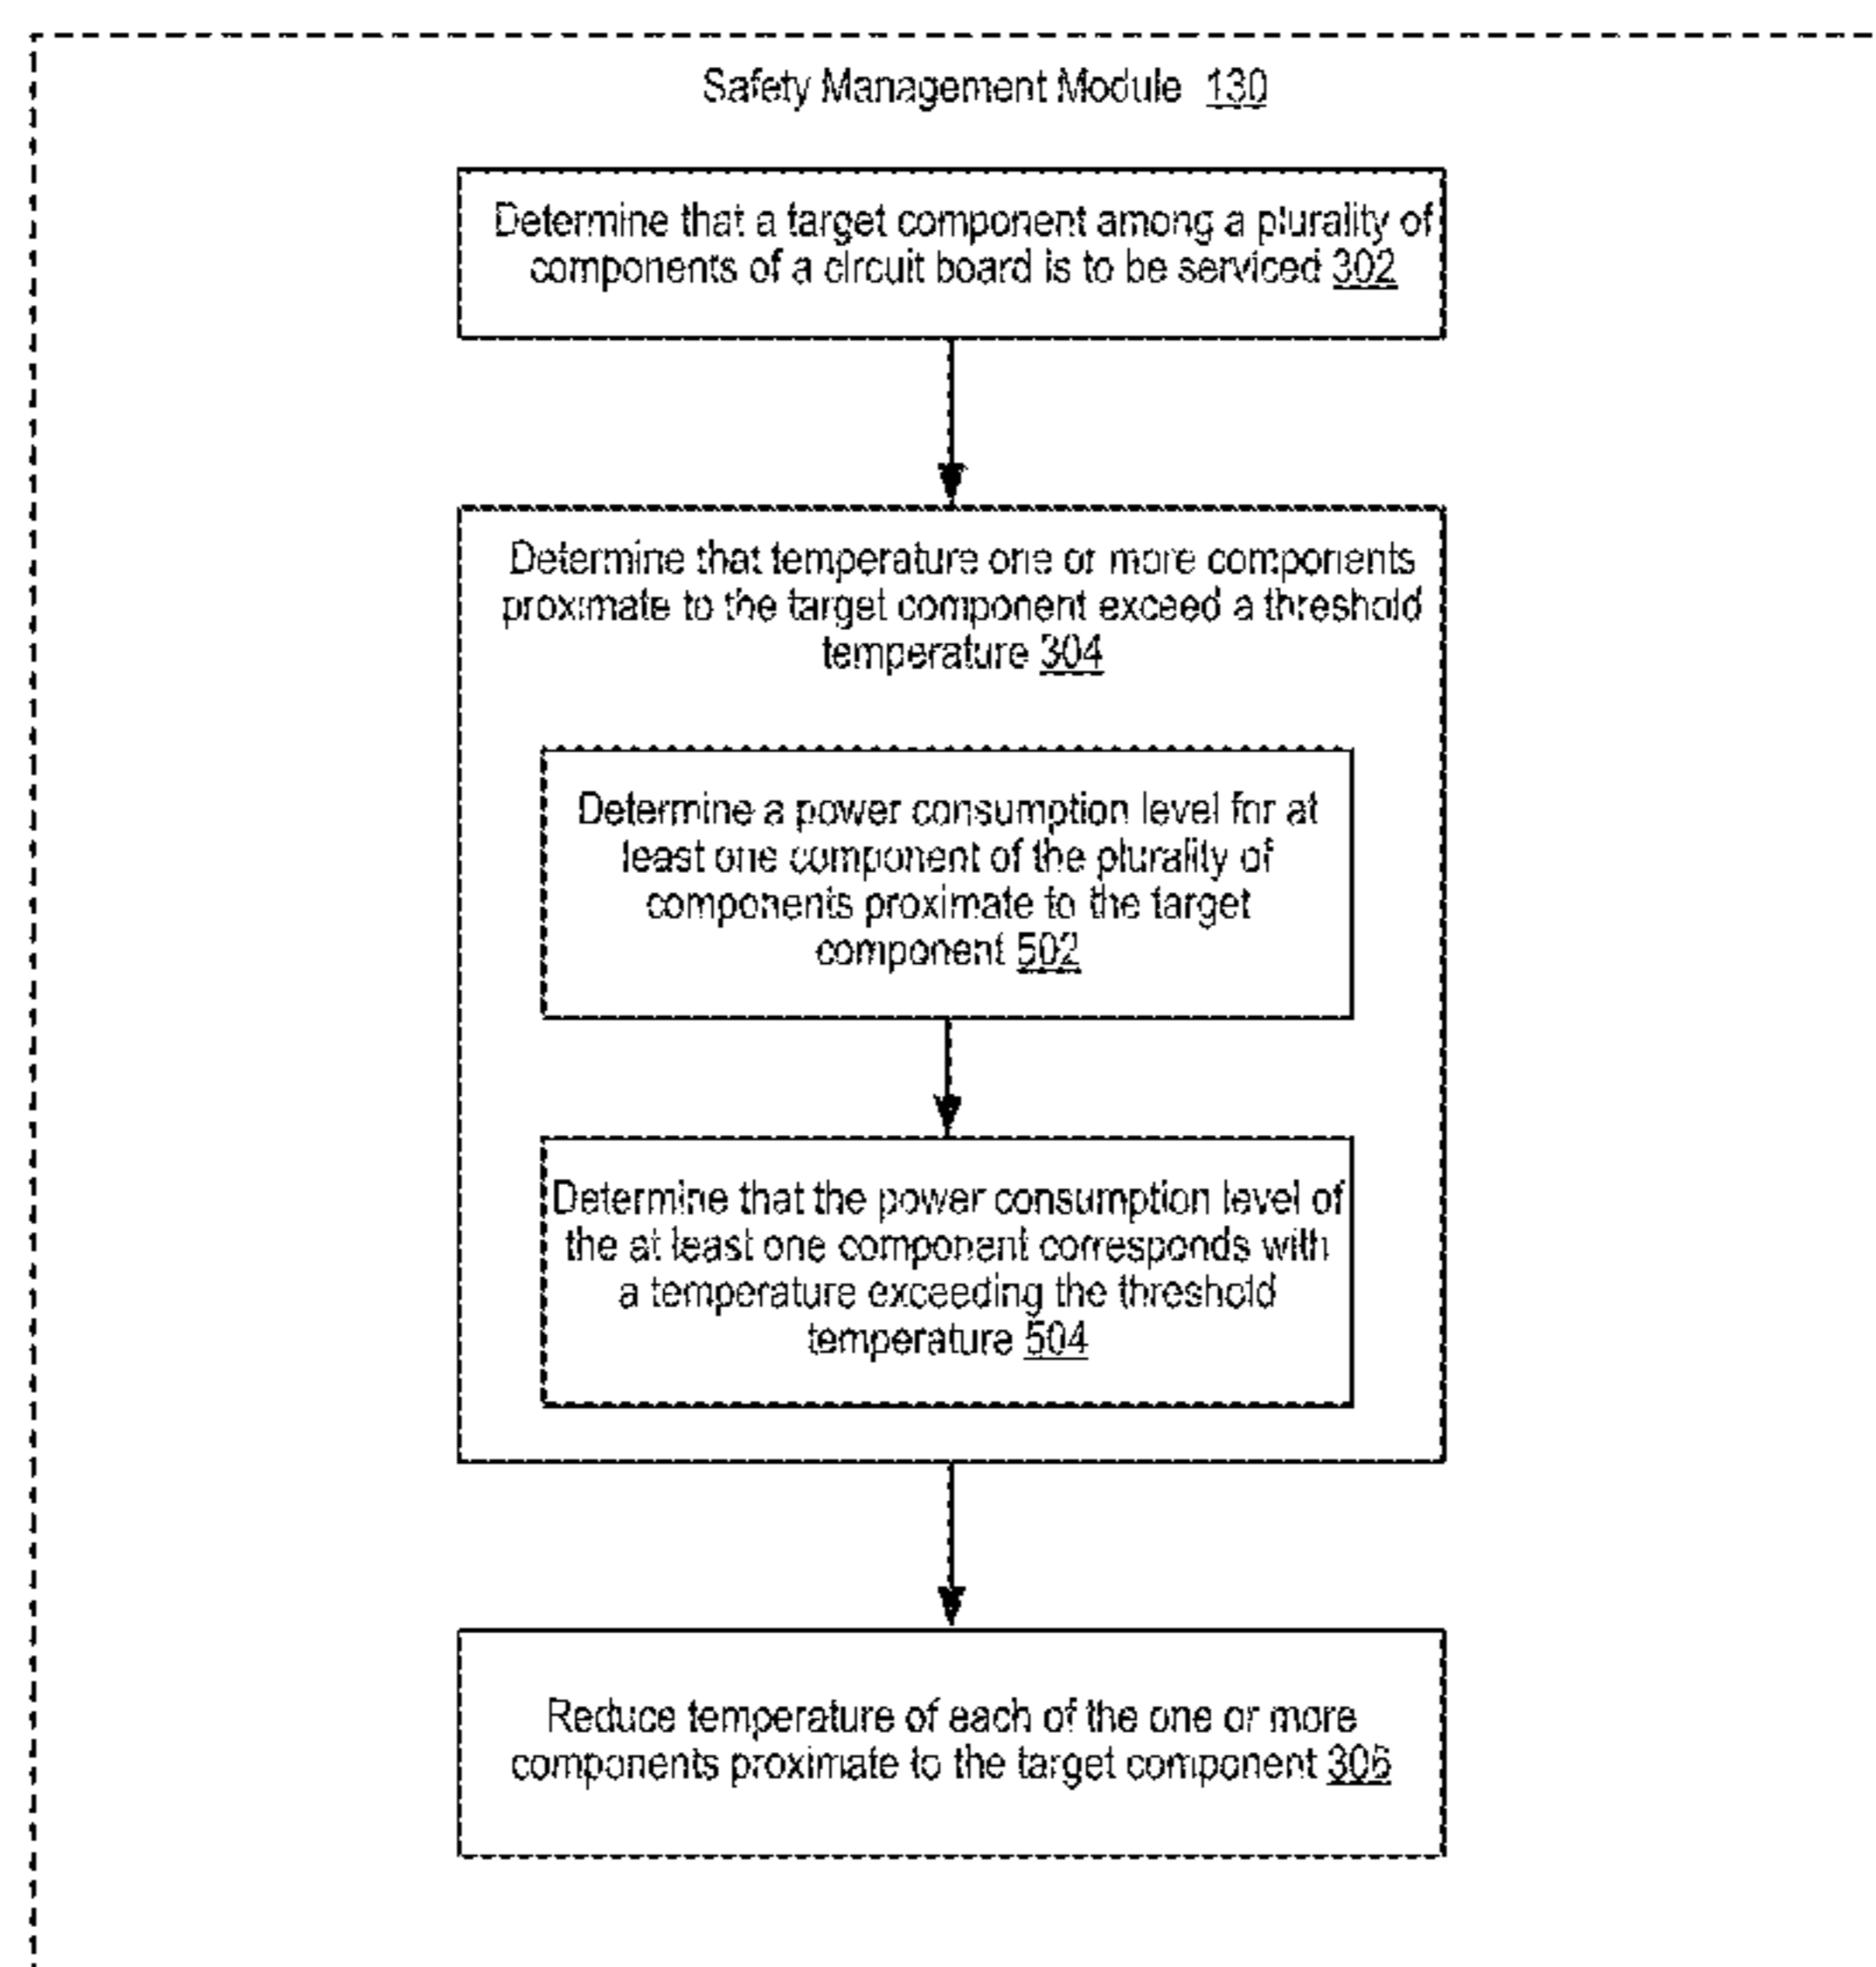 Safety Management Module 130
Determine that a target component among a plurality of
components of a circuit board is to be serviced 302
Determine that temperature one or more components
proximate to the target component exceed a threshold
temperature 304
Determine a power consumption level for at
least one component of the plurality of
components proximate to the target
component 502
Determine that the power consumption level of
the at least one component corresponds with
a temperature exceeding the threshold
temperature 504
Reduce temperature of each of the one or more
components proximate to the target component 306